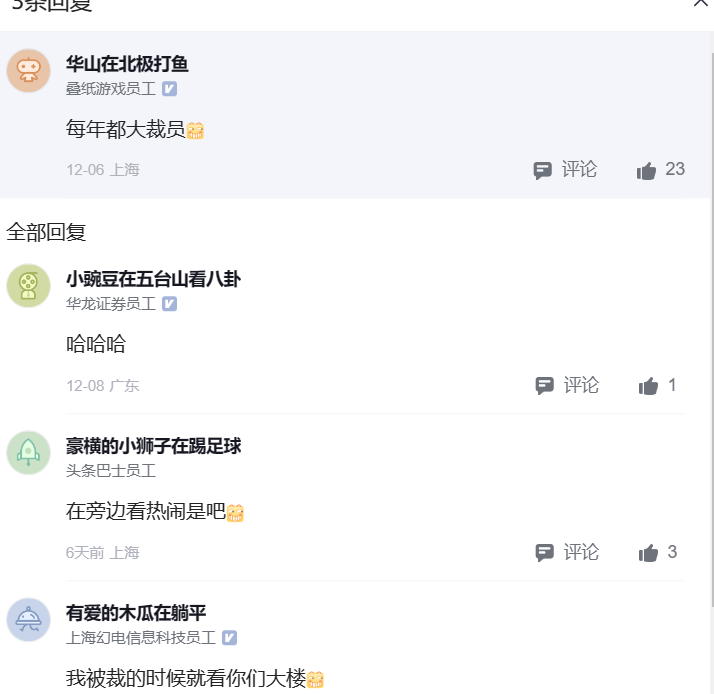 5条回复
华山在北极打鱼
叠纸游戏员工
每年都大裁员
12-06 上海
评论
23
全部回复
小豌豆在五台山看八卦
华龙证券员工
哈哈哈
12-08 广东
评论
1
豪横的小狮子在踢足球
头条巴士员工
在旁边看热闹是吧
6天前 上海
评论
3
有爱的木瓜在躺平
上海幻电信息科技员工
我被裁的时候就看你们大楼